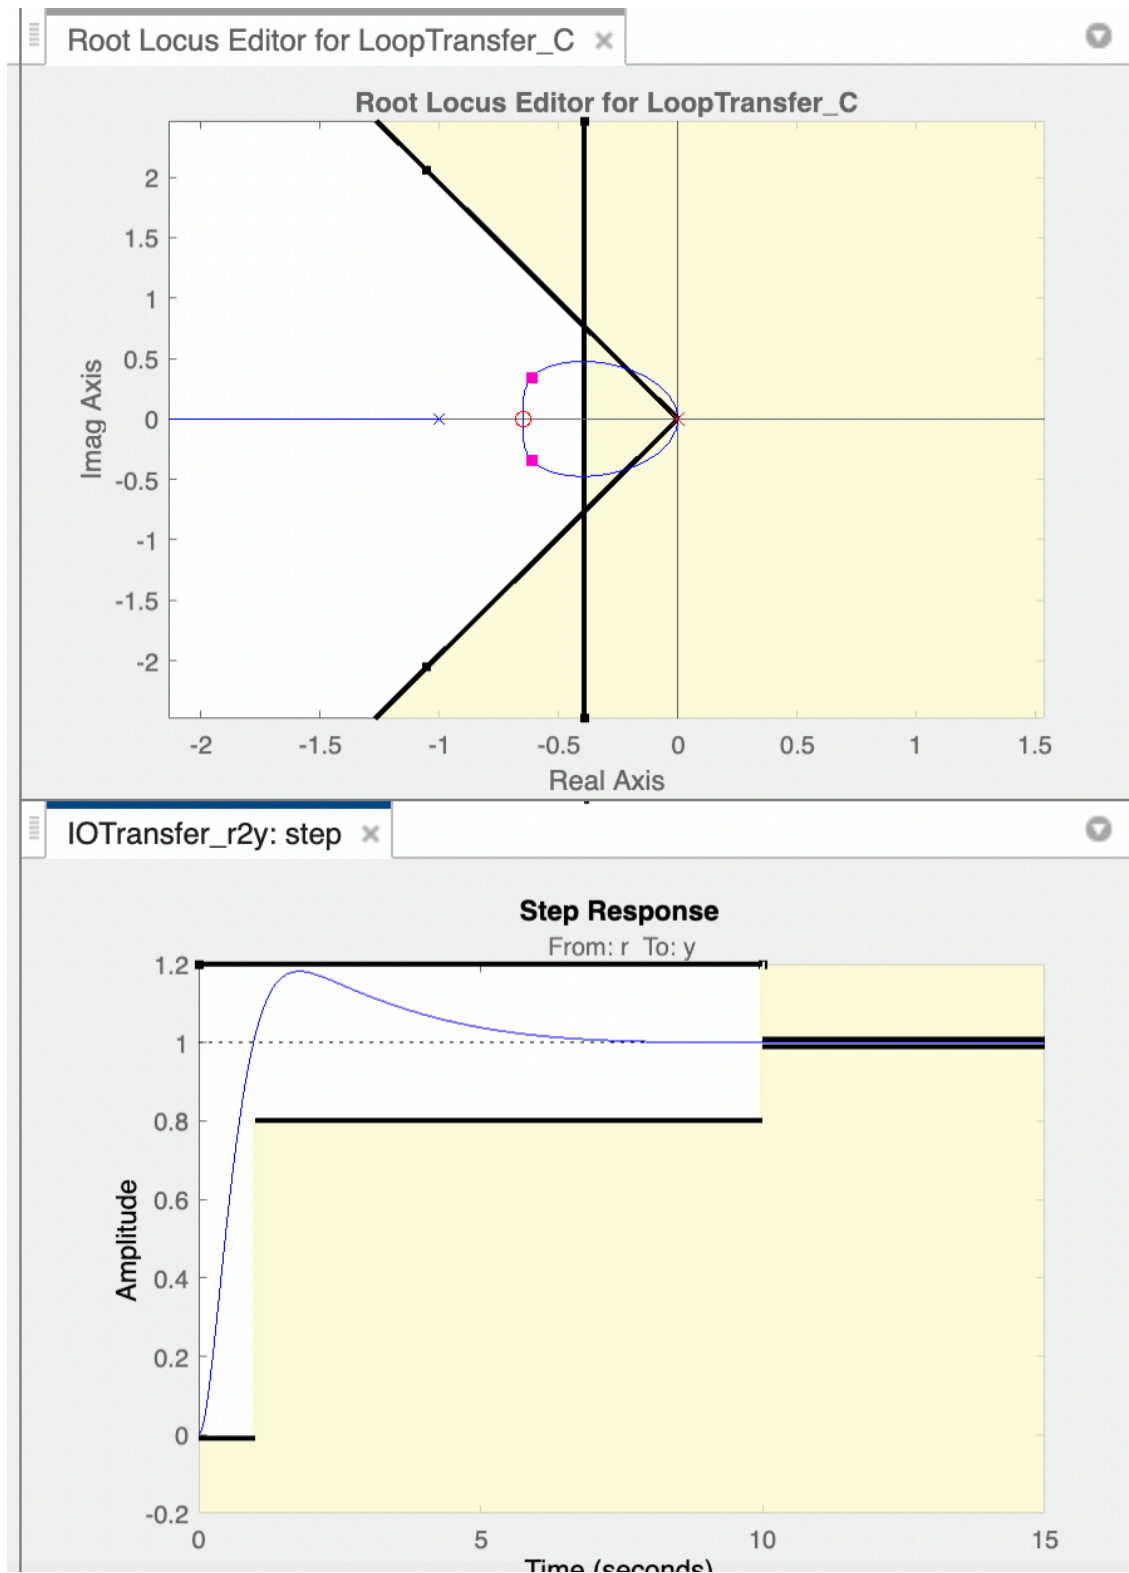 Root Locus Editor for LoopTransfer_C
Root Locus Editor for LoopTransfer_C
2
1.5
1
0.5
0
-0.5
-1
-1.5
-2
Imag Axis
-2 -1.5 -1 -0.5 0 0.5 1 1.5
Real Axis
IOTransfer_r2y: step
Step Response
From: r To: y
1.2
1
0.8
0.6
0.4
0.2
0
-0.2
Amplitude
0 5 10 15
Time (seconds)